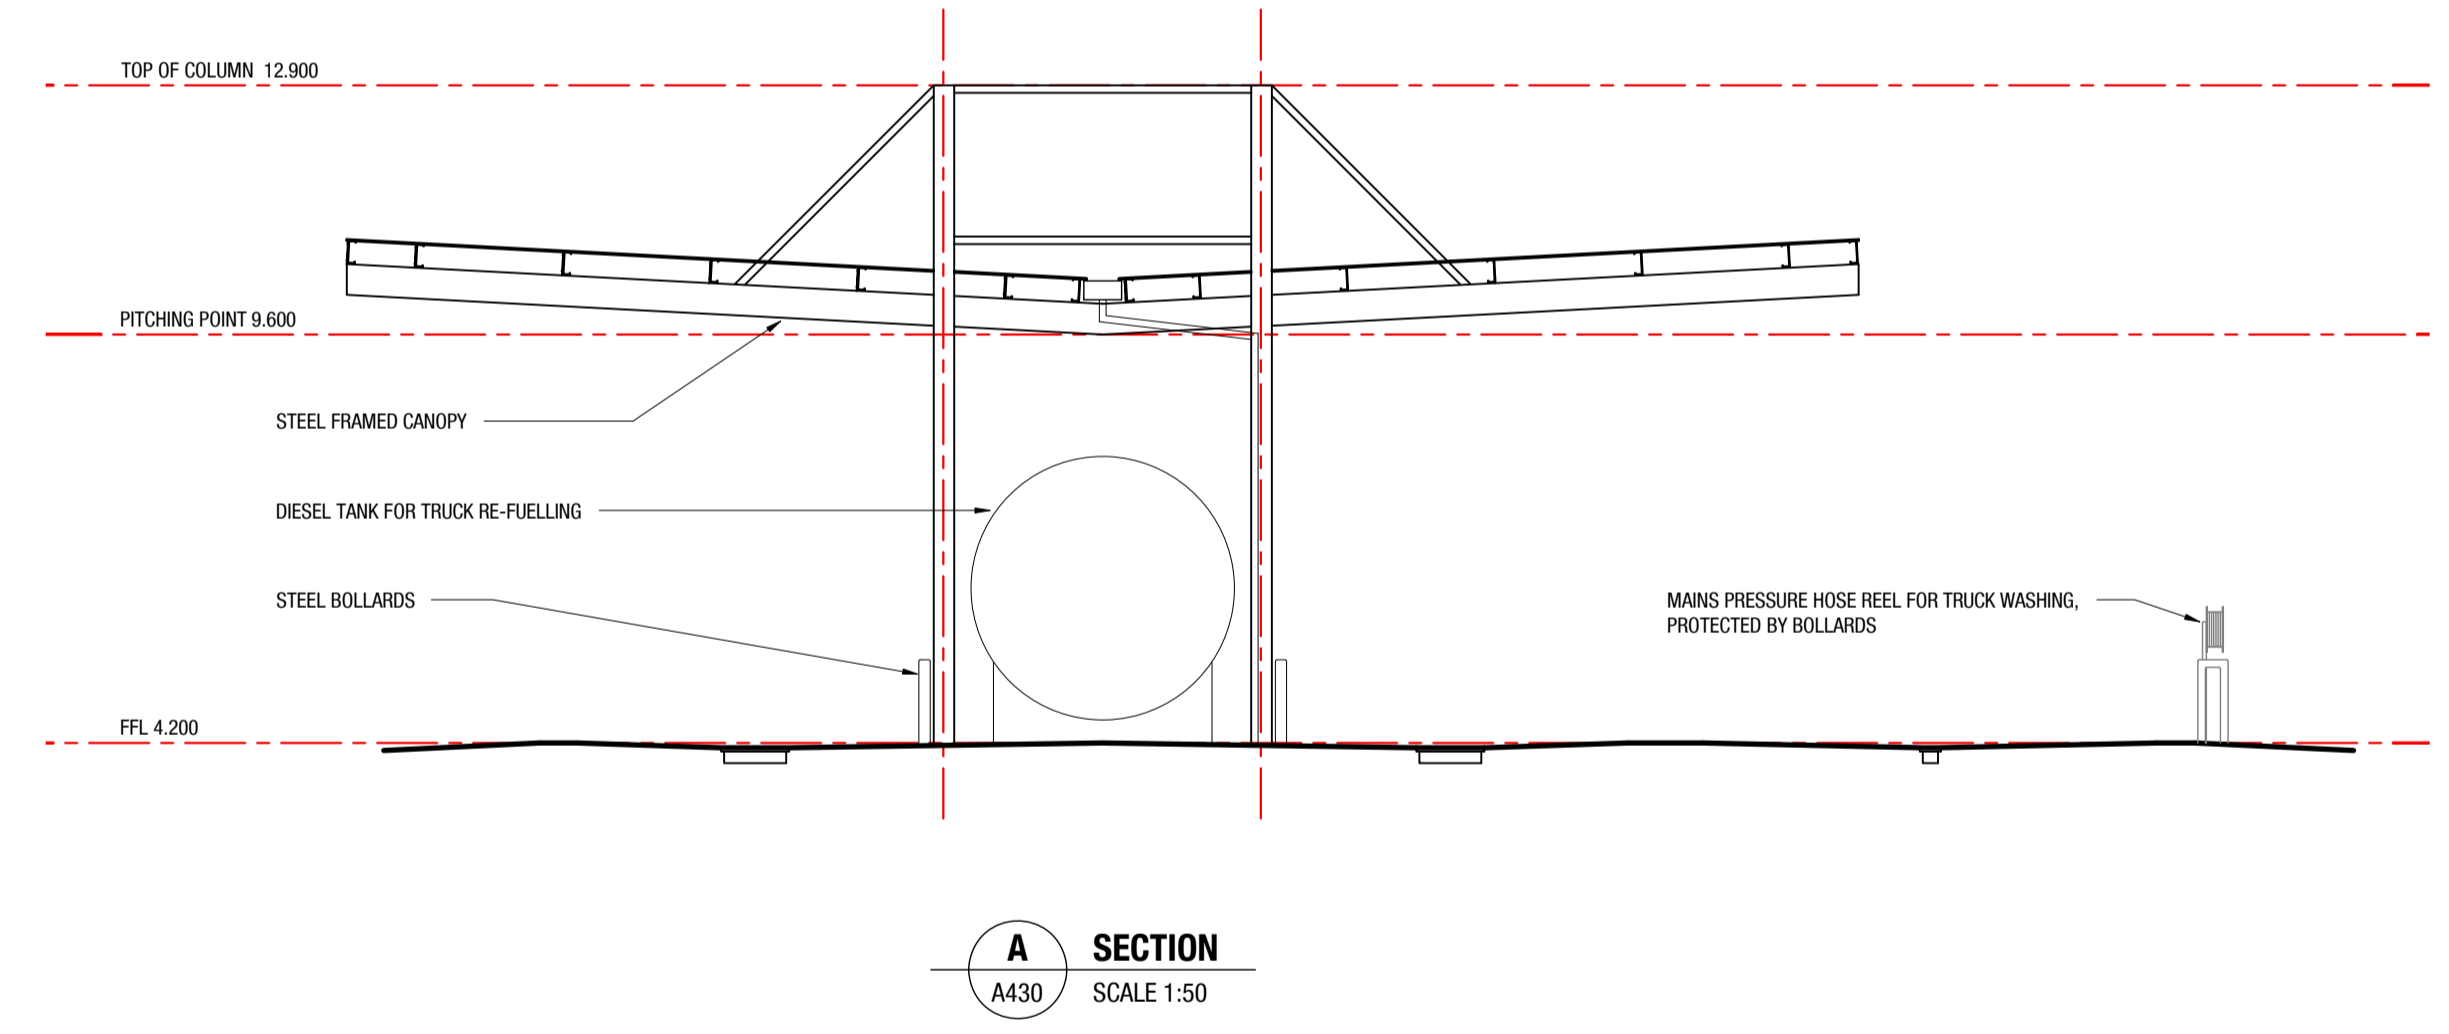 TOP OF COLUMN 12.900
PITCHING POINT 9.600
STEEL FRAMED CANOPY
DIESEL TANK FOR TRUCK RE-FUELLING
STEEL BOLLARDS
MAINS PRESSURE HOSE REEL FOR TRUCK WASHING,
PROTECTED BY BOLLARDS
FFL 4.200
A SECTION
A430 SCALE 1:50